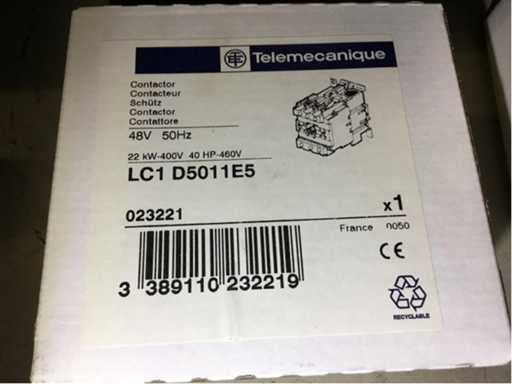 Telemecanique
Contactor
Contacteur
Schütz
Contactor
Contattore
48V 50Hz
22 kW-400V 40 HP-460V
LC1 D5011E5
023221
x1
France 0050
CE
3 389110 232219
RECYCLABLE